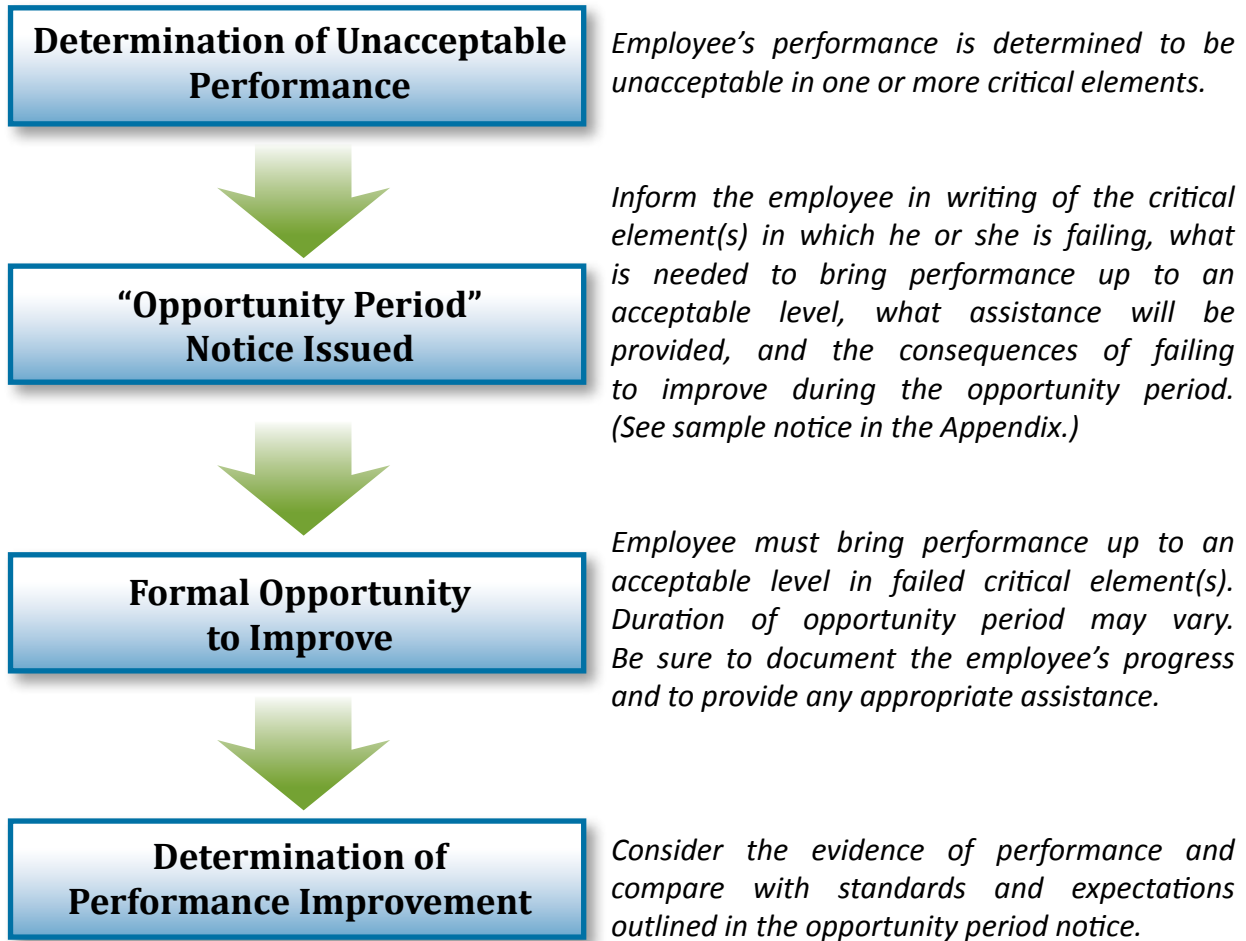 Determination of Unacceptable
Performance
Employee’s performance is determined to be
unacceptable in one or more critical elements.
“Opportunity Period”
Notice Issued
Inform the employee in writing of the critical
element(s) in which he or she is failing, what
is needed to bring performance up to an
acceptable level, what assistance will be
provided, and the consequences of failing
to improve during the opportunity period.
(See sample notice in the Appendix.)
Formal Opportunity
to Improve
Employee must bring performance up to an
acceptable level in failed critical element(s).
Duration of opportunity period may vary.
Be sure to document the employee’s progress
and to provide any appropriate assistance.
Determination of
Performance Improvement
Consider the evidence of performance and
compare with standards and expectations
outlined in the opportunity period notice.